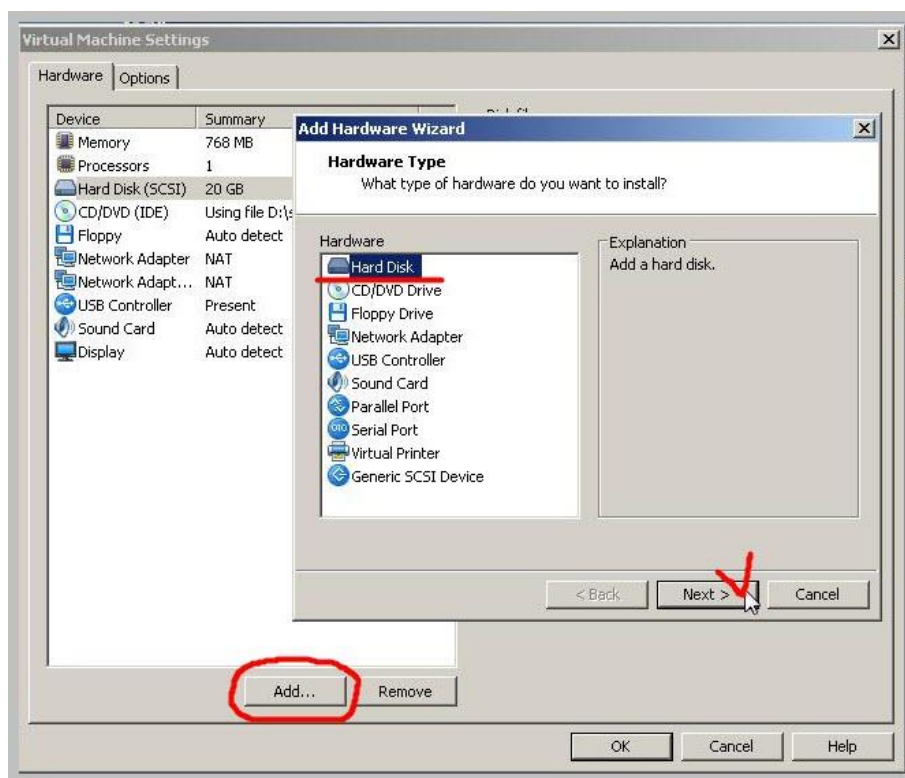 Virtual Machine Settings
Hardware
Options
Device Summary
Memory 768 MB
Processors 1
Hard Disk (SCSI) 20 GB
CD/DVD (IDE) Using file D:\
Floppy Auto detect
Network Adapter NAT
Network Adapt... NAT
USB Controller Present
Sound Card Auto detect
Display Auto detect
Add Hardware Wizard
Hardware Type
What type of hardware do you want to install?
Hardware
Hard Disk
CD/DVD Drive
Floppy Drive
Network Adapter
USB Controller
Sound Card
Parallel Port
Serial Port
Virtual Printer
Generic SCSI Device
Explanation
Add a hard disk.
< Back Next > Cancel
Add... Remove
OK Cancel Help